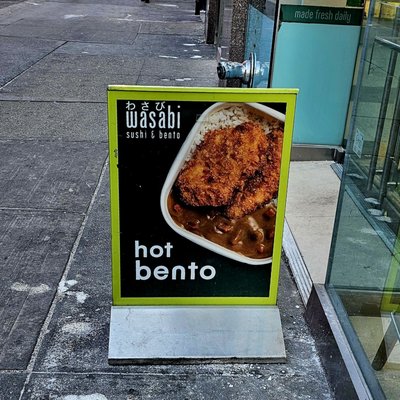 made fresh daily
わさび
wasabi
sushi & bento
hot
bento